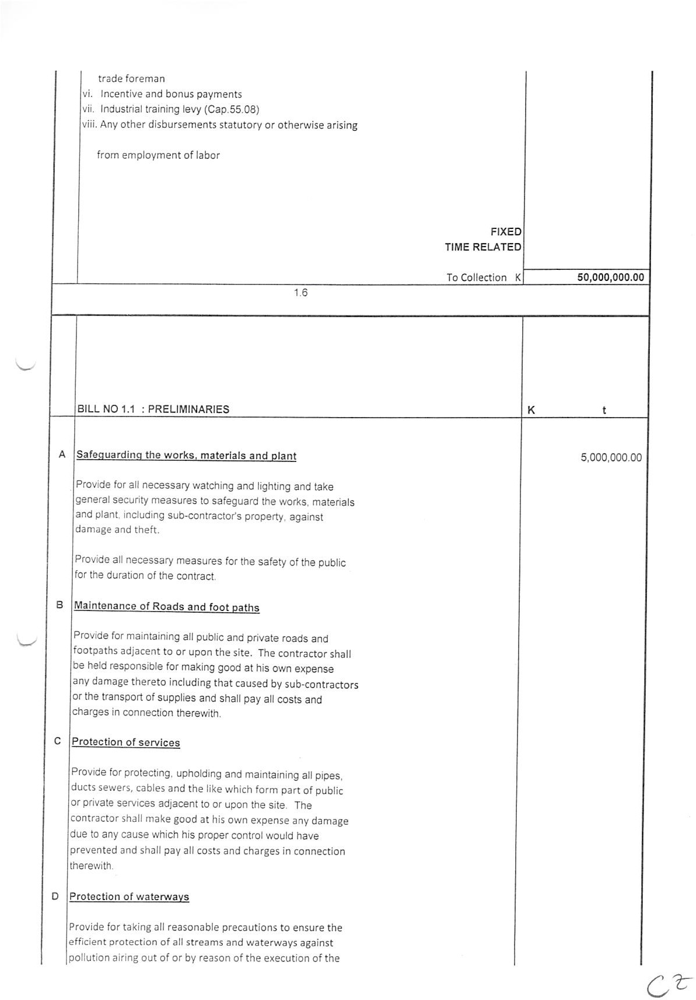 trade foreman
vi. Incentive and bonus payments
vii. Industrial training levy (Cap.55.08)
viii. Any other disbursements statutory or otherwise arising
from employment of labor
FIXED
TIME RELATED
To Collection K 50,000,000.00
1.6
BILL NO 1.1 : PRELIMINARIES K t
A Safeguarding the works, materials and plant 5,000,000.00
Provide for all necessary watching and lighting and take
general security measures to safeguard the works, materials
and plant, including sub-contractor's property, against
damage and theft.
Provide all necessary measures for the safety of the public
for the duration of the contract.
B Maintenance of Roads and foot paths
Provide for maintaining all public and private roads and
footpaths adjacent to or upon the site. The contractor shall
be held responsible for making good at his own expense
any damage thereto including that caused by sub-contractors
or the transport of supplies and shall pay all costs and
charges in connection therewith.
C Protection of services
Provide for protecting, upholding and maintaining all pipes,
ducts sewers, cables and the like which form part of public
or private services adjacent to or upon the site. The
contractor shall make good at his own expense any damage
due to any cause which his proper control would have
prevented and shall pay all costs and charges in connection
therewith.
D Protection of waterways
Provide for taking all reasonable precautions to ensure the
efficient protection of all streams and waterways against
pollution airing out of or by reason of the execution of the